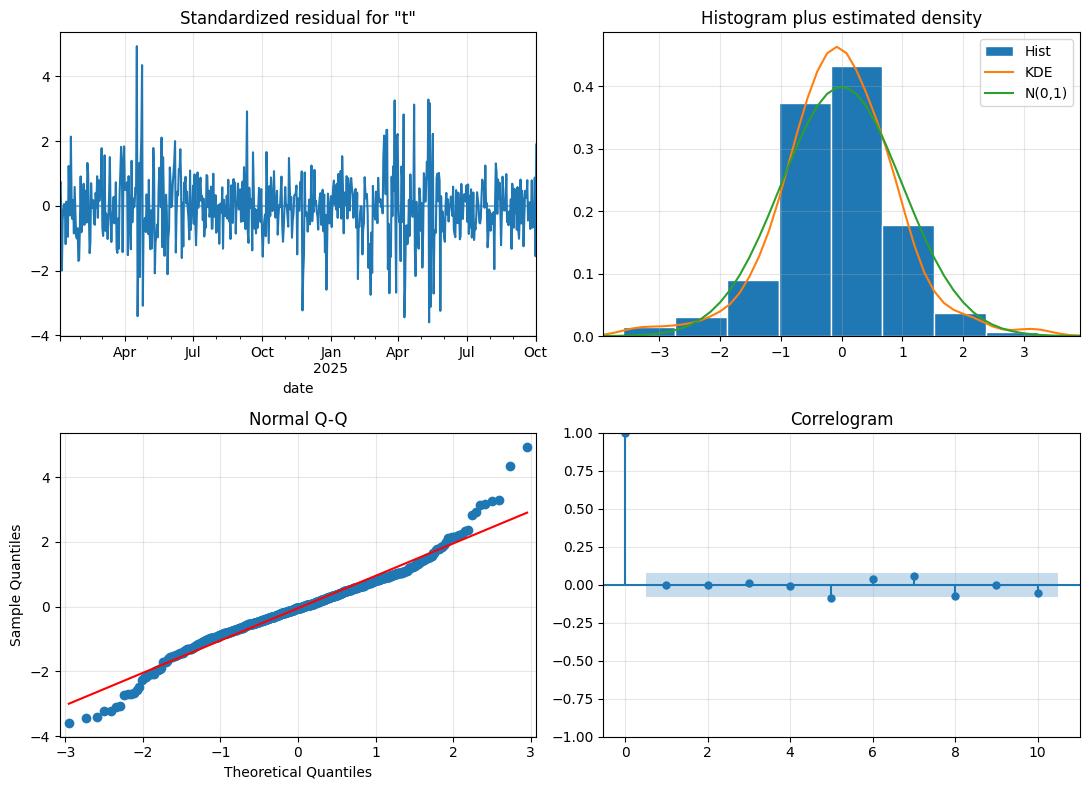 Standardized residual for "t"
4
2
0
−2
−4
Apr Jul Oct Jan Apr Jul Oct
2025
date
Histogram plus estimated density
Hist
KDE
N(0,1)
0.4
0.3
0.2
0.1
0.0
−3 −2 −1 0 1 2 3
Normal Q-Q
Sample Quantiles
4
2
0
−2
−4
−3 −2 −1 0 1 2 3
Theoretical Quantiles
Correlogram
1.00
0.75
0.50
0.25
0.00
−0.25
−0.50
−0.75
−1.00
0 2 4 6 8 10